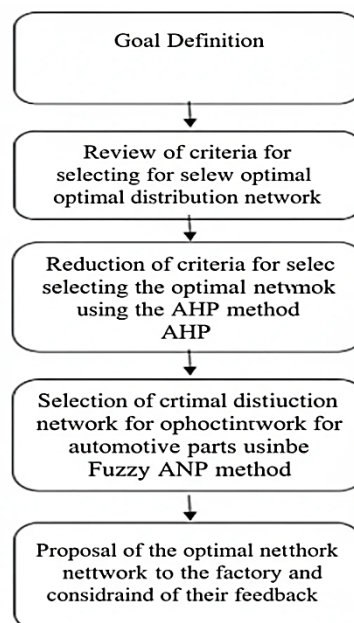 Goal Definition
Review of criteria for
selecting for selew optimal
optimal distribution network
Reduction of criteria for selec
selecting the optimal netvmok
using the AHP method
AHP
Selection of crtimal distiuction
network for ophoctintwork for
automotive parts usinbe
Fuzzy ANP method
Proposal of the optimal netthork
nettwork to the factory and
considraind of their feedback